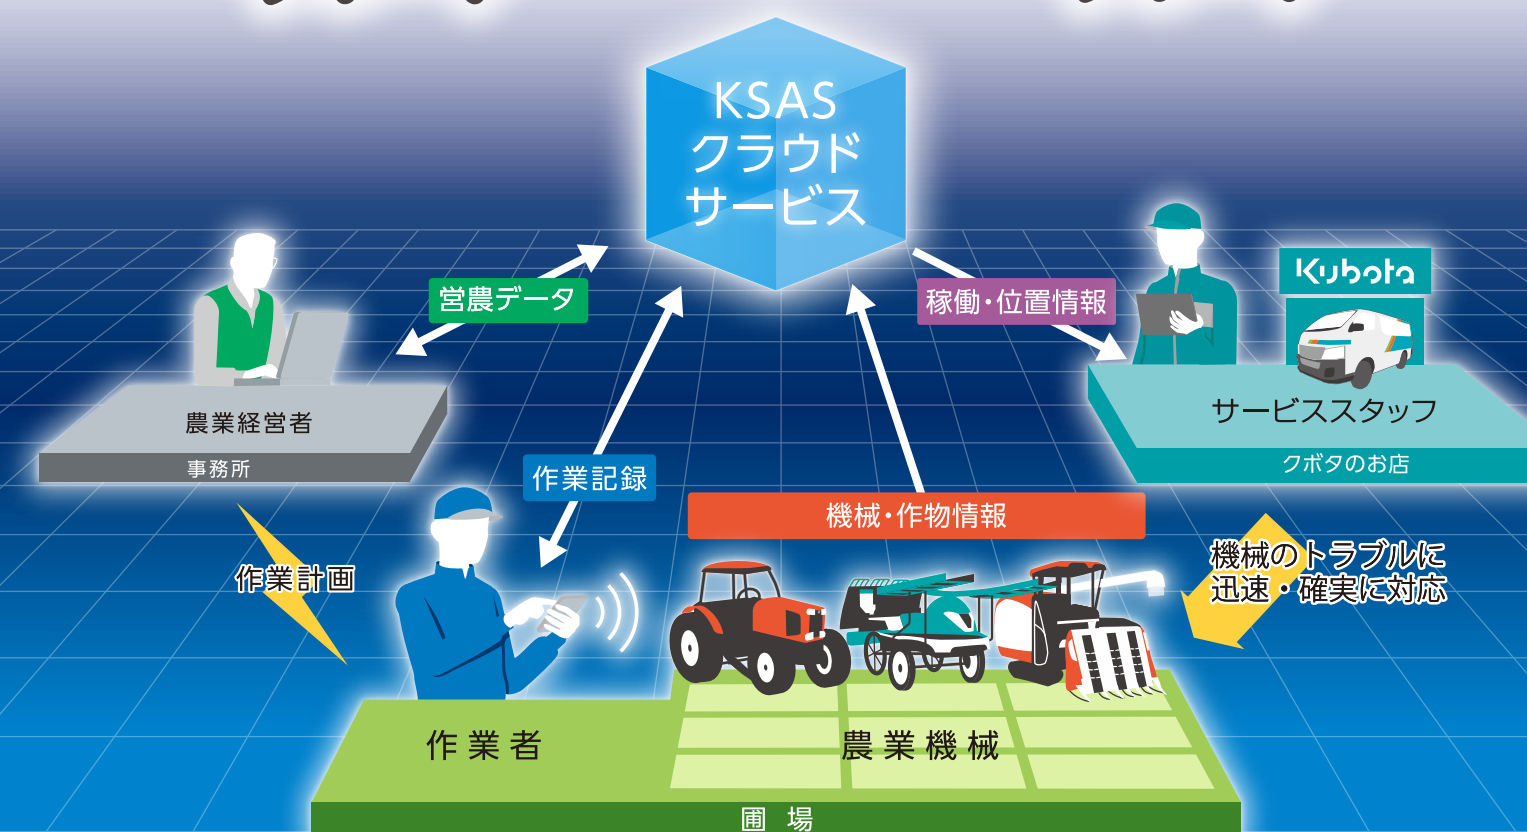 KSAS
クラウド
サービス
営農データ
稼働・位置情報
Kubota
農業経営者
事務所
サービススタッフ
クボタのお店
作業記録
機械・作物情報
作業計画
機械のトラブルに
迅速・確実に対応
作業者
農業機械
圃場